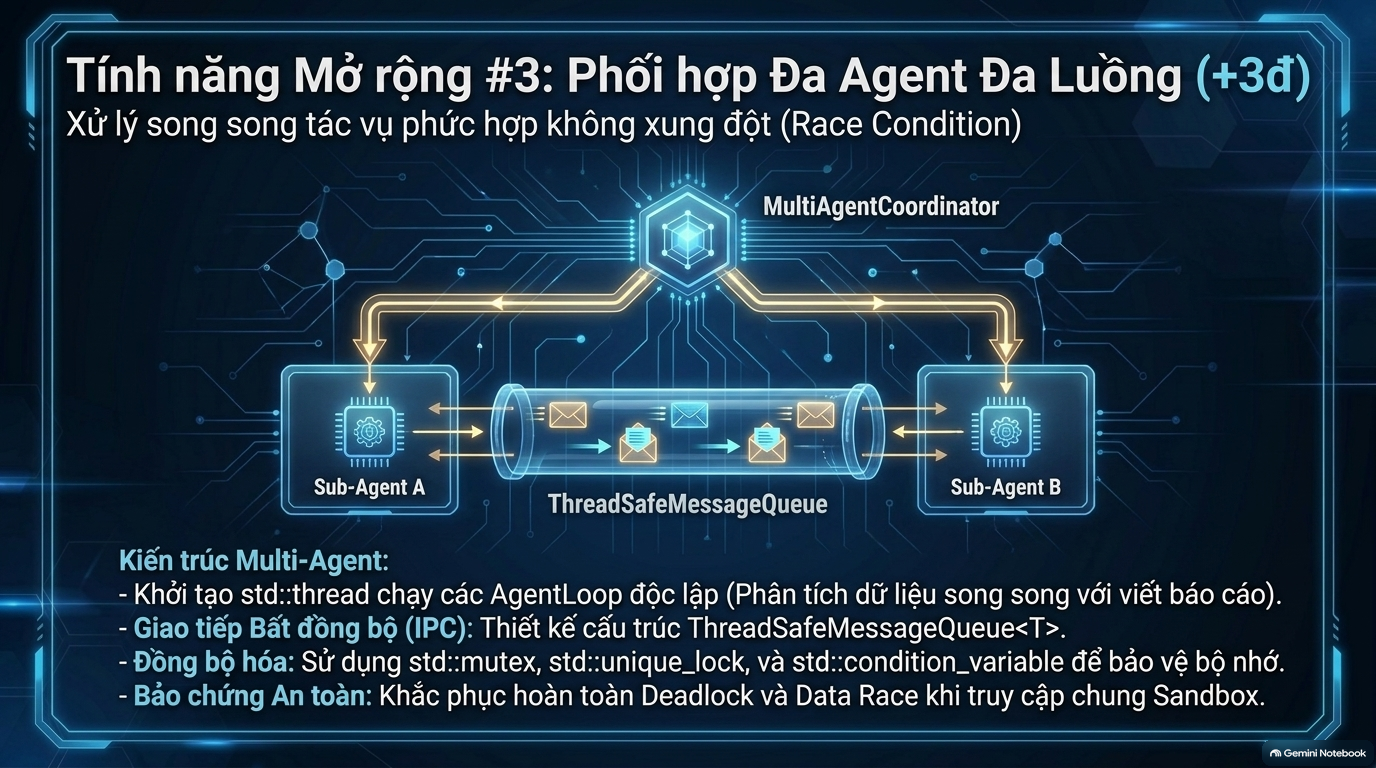 Tính năng Mở rộng #3: Phối hợp Đa Agent Đa Luồng (+3đ)
Xử lý song song tác vụ phức hợp không xung đột (Race Condition)
MultiAgentCoordinator
Sub-Agent A
Sub-Agent B
ThreadSafeMessageQueue
Kiến trúc Multi-Agent:
- Khởi tạo std::thread chạy các AgentLoop độc lập (Phân tích dữ liệu song song với viết báo cáo).
- Giao tiếp Bất đồng bộ (IPC): Thiết kế cấu trúc ThreadSafeMessageQueue<T>.
- Đồng bộ hóa: Sử dụng std::mutex, std::unique_lock, và std::condition_variable để bảo vệ bộ nhớ.
- Bảo chứng An toàn: Khắc phục hoàn toàn Deadlock và Data Race khi truy cập chung Sandbox.
Gemini Notebook